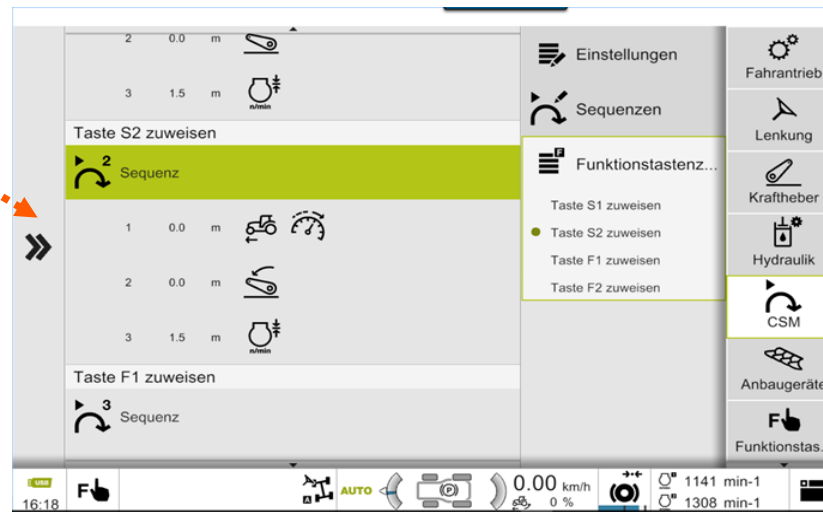 2 0.0 m
3 1.5 m
n/min
Taste S2 zuweisen
2
Sequenz
1 0.0 m
2 0.0 m
3 1.5 m
n/min
Taste F1 zuweisen
3
Sequenz
Einstellungen
Sequenzen
F
Funktionstastenz...
Taste S1 zuweisen
Taste S2 zuweisen
Taste F1 zuweisen
Taste F2 zuweisen
Fahrantrieb
Lenkung
Kraftheber
Hydraulik
CSM
Anbaugeräte
F
Funktionstas.
USB
16:18
F
A
AUTO
(P)
0.00 km/h
0 %
1141 min-1
1308 min-1